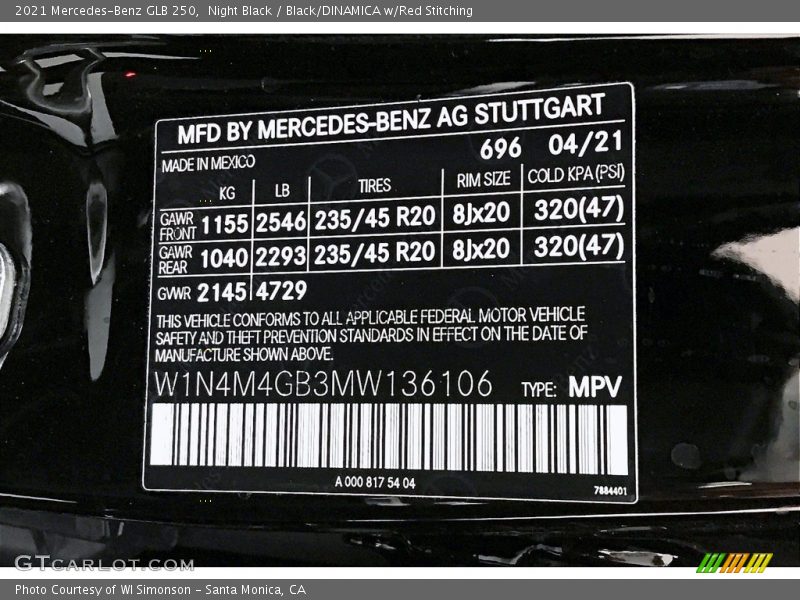 2021 Mercedes-Benz GLB 250, Night Black / Black/DINAMICA w/Red Stitching
MFD BY MERCEDES-BENZ AG STUTTGART
696 04/21
MADE IN MEXICO
KG LB TIRES RIM SIZE COLD KPA (PSI)
GAWR FRONT 1155 2546 235/45 R20 8Jx20 320(47)
GAWR REAR 1040 2293 235/45 R20 8Jx20 320(47)
GVWR 2145 4729
THIS VEHICLE CONFORMS TO ALL APPLICABLE FEDERAL MOTOR VEHICLE
SAFETY AND THEFT PREVENTION STANDARDS IN EFFECT ON THE DATE OF
MANUFACTURE SHOWN ABOVE.
W1N4M4GB3MW136106 TYPE: MPV
A 000 817 54 04
7884401
GTCARLOT.COM
Photo Courtesy of WI Simonson - Santa Monica, CA